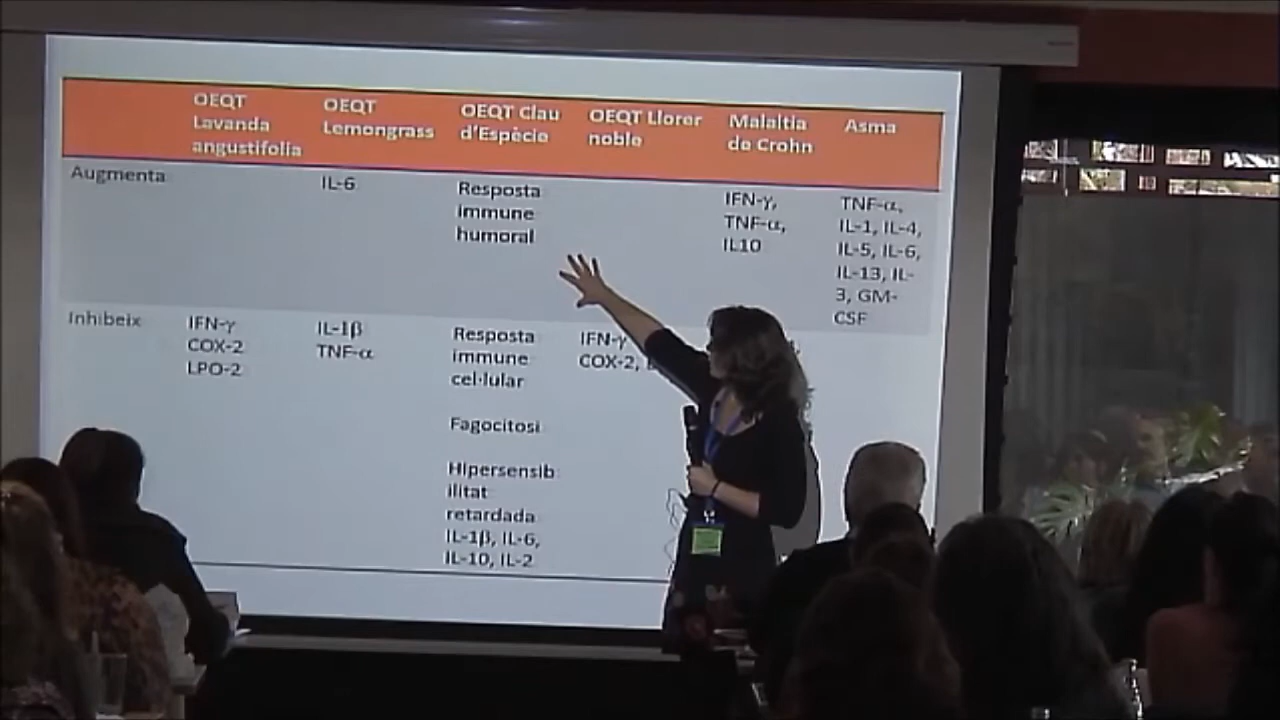 OEQT
Lavanda
angustifolia
OEQT
Lemongrass
OEQT Clau
d'Espècie
OEQT Llorer
noble
Malaltia
de Crohn
Asma
Augmenta
IL-6
Resposta
immune
humoral
IFN-γ,
TNF-α,
IL10
TNF-α,
IL-1, IL-4,
IL-5, IL-6,
IL-13, IL-
3, GM-
CSF
Inhibeix
IFN-γ
COX-2
LPO-2
IL-1β
TNF-α
Resposta
immune
cel·lular
Fagocitosi
Hipersensib
ilitat
retardada
IL-1β, IL-6,
IL-10, IL-2
IFN-γ
COX-2,